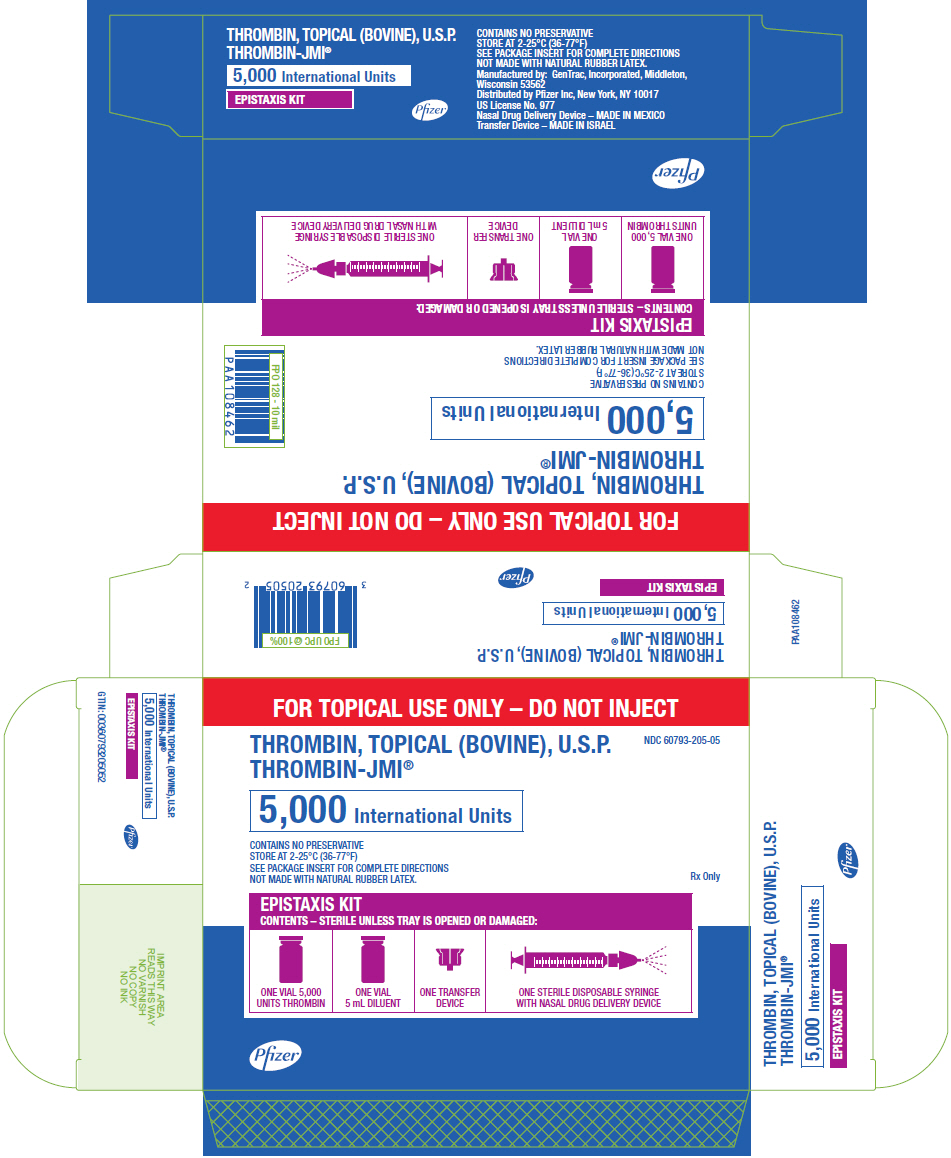 THROMBIN, TOPICAL (BOVINE), U.S.P.
THROMBIN-JMI®
5,000 International Units
EPISTAXIS KIT
Pfizer
CONTAINS NO PRESERVATIVE
STORE AT 2-25°C (36-77°F)
SEE PACKAGE INSERT FOR COMPLETE DIRECTIONS
NOT MADE WITH NATURAL RUBBER LATEX.
Manufactured by: GenTrac, Incorporated, Middleton,
Wisconsin 53562
Distributed by Pfizer Inc, New York, NY 10017
US License No. 977
Nasal Drug Delivery Device – MADE IN MEXICO
Transfer Device – MADE IN ISRAEL
FOR TOPICAL USE ONLY – DO NOT INJECT
THROMBIN, TOPICAL (BOVINE), U.S.P.
THROMBIN-JMI®
5,000 International Units
CONTAINS NO PRESERVATIVE
STORE AT 2-25°C (36-77°F)
SEE PACKAGE INSERT FOR COMPLETE DIRECTIONS
NOT MADE WITH NATURAL RUBBER LATEX.
FPO 128 - 10 mil
PAA108462
EPISTAXIS KIT
CONTENTS – STERILE UNLESS TRAY IS OPENED OR DAMAGED:
ONE VIAL 5,000
UNITS THROMBIN
ONE VIAL
5 mL DILUENT
ONE TRANSFER
DEVICE
ONE STERILE DISPOSABLE SYRINGE
WITH NASAL DRUG DELIVERY DEVICE
Pfizer
THROMBIN, TOPICAL (BOVINE), U.S.P.
THROMBIN-JMI®
5,000 International Units
EPISTAXIS KIT
Pfizer
FPO UPC @ 100%
3 60793-20505 2
PAA108462
FOR TOPICAL USE ONLY – DO NOT INJECT
THROMBIN, TOPICAL (BOVINE), U.S.P.
THROMBIN-JMI®
NDC 60793-205-05
5,000 International Units
CONTAINS NO PRESERVATIVE
STORE AT 2-25°C (36-77°F)
SEE PACKAGE INSERT FOR COMPLETE DIRECTIONS
NOT MADE WITH NATURAL RUBBER LATEX.
Rx Only
EPISTAXIS KIT
CONTENTS – STERILE UNLESS TRAY IS OPENED OR DAMAGED:
ONE VIAL 5,000
UNITS THROMBIN
ONE VIAL
5 mL DILUENT
ONE TRANSFER
DEVICE
ONE STERILE DISPOSABLE SYRINGE
WITH NASAL DRUG DELIVERY DEVICE
Pfizer
THROMBIN, TOPICAL (BOVINE), U.S.P.
THROMBIN-JMI®
5,000 International Units
EPISTAXIS KIT
Pfizer
GTIN: 00360793205052
IMPRINT AREA
READS THIS WAY
NO VARNISH
NO COPY
NO INK
THROMBIN, TOPICAL (BOVINE), U.S.P.
THROMBIN-JMI®
5,000 International Units
EPISTAXIS KIT
Pfizer